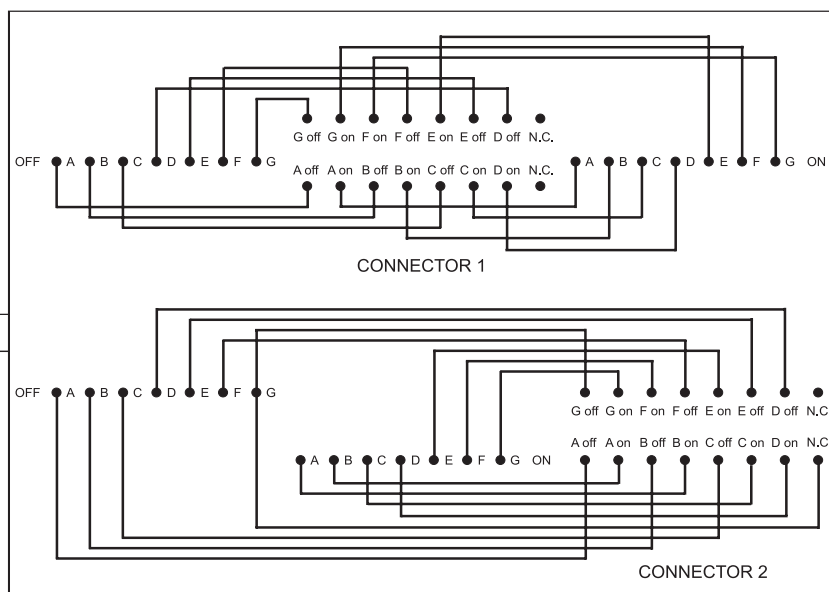 G off G on F on F off E on E off D off N.C.
OFF A B C D E F G
A off A on B off B on C off C on D on N.C.
A B C D E F G ON
CONNECTOR 1
OFF A B C D E F G
G off G on F on F off E on E off D off N.C
A off A on B off B on C off C on D on N.C
A B C D E F G ON
CONNECTOR 2